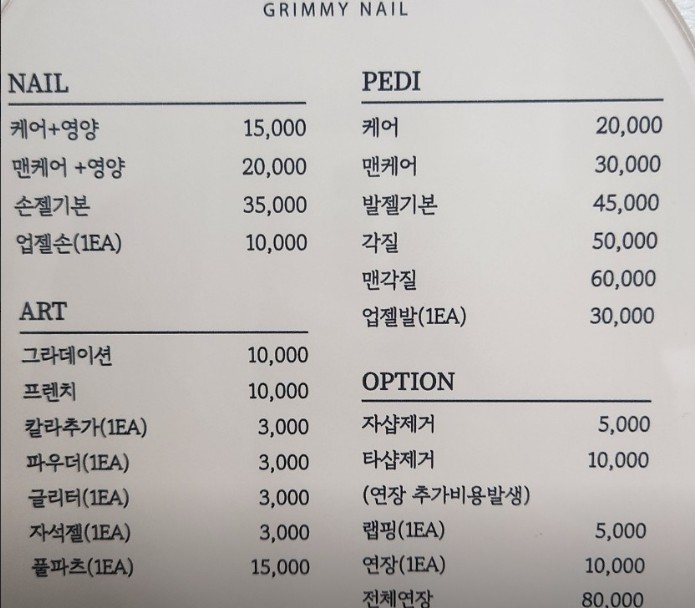 GRIMMY NAIL
NAIL
케어+영양 15,000
맨케어 +영양 20,000
손젤기본 35,000
업젤손(1EA) 10,000
ART
그라데이션 10,000
프렌치 10,000
칼라추가(1EA) 3,000
파우더(1EA) 3,000
글리터(1EA) 3,000
자석젤(1EA) 3,000
풀파츠(1EA) 15,000
PEDI
케어 20,000
맨케어 30,000
발젤기본 45,000
각질 50,000
맨각질 60,000
업젤발(1EA) 30,000
OPTION
자샵제거 5,000
타샵제거 10,000
(연장 추가비용발생)
랩핑(1EA) 5,000
연장(1EA) 10,000
전체연장 80,000